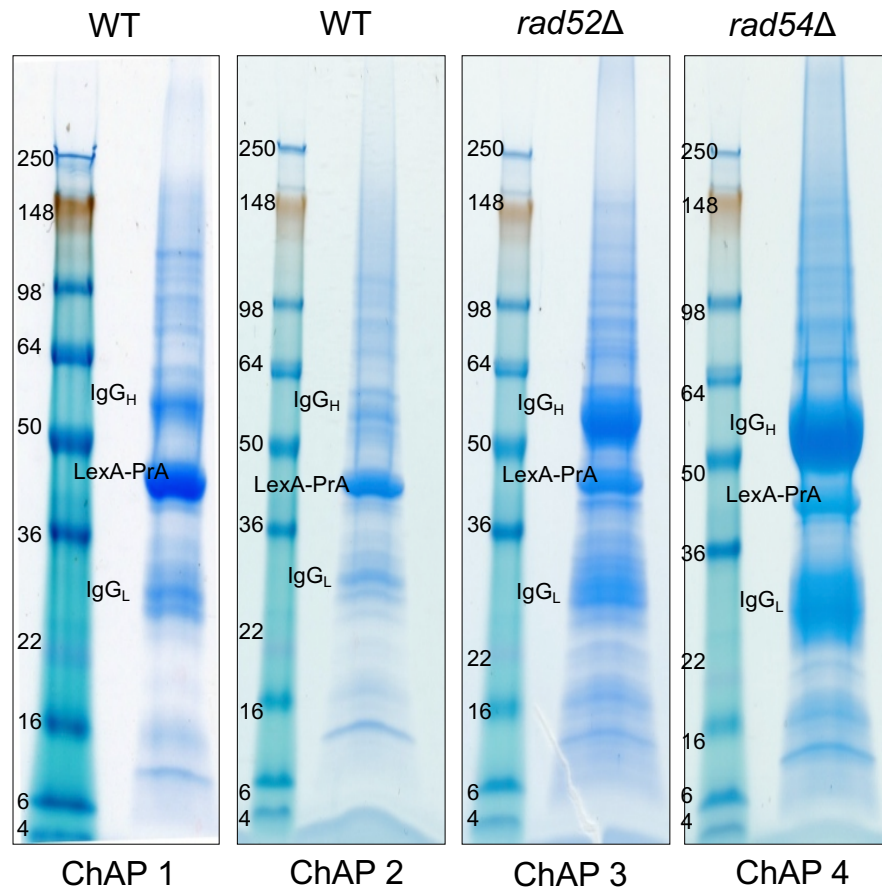 WT
WT
rad52Δ
rad54Δ
250
148
98
64
IgGH
50
LexA-PrA
36
IgGL
22
16
6
4
250
148
98
64
IgGH
50
LexA-PrA
36
IgGL
22
16
6
4
250
148
98
64
IgGH
50
LexA-PrA
36
IgGL
22
16
6
4
250
148
98
64
IgGH
50
LexA-PrA
36
IgGL
22
16
6
4
ChAP 1
ChAP 2
ChAP 3
ChAP 4